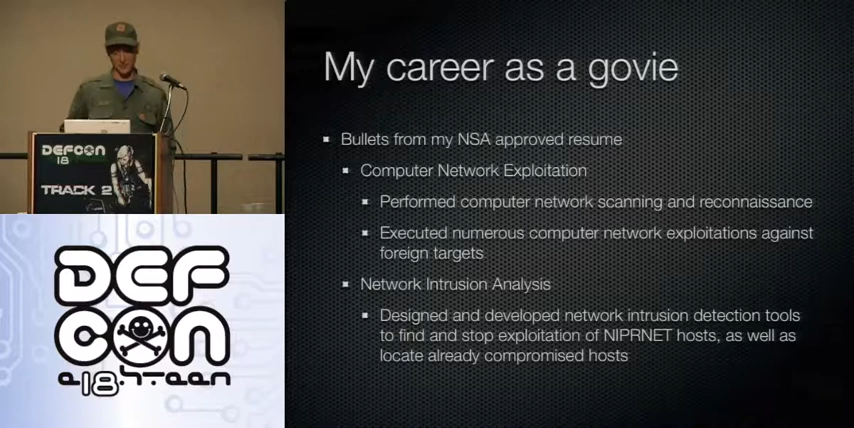 DEFCON
18
TRACK 2
DEF
CON
e18hteen
My career as a govie
Bullets from my NSA approved resume
Computer Network Exploitation
Performed computer network scanning and reconnaissance
Executed numerous computer network exploitations against
foreign targets
Network Intrusion Analysis
Designed and developed network intrusion detection tools
to find and stop exploitation of NIPRNET hosts, as well as
locate already compromised hosts